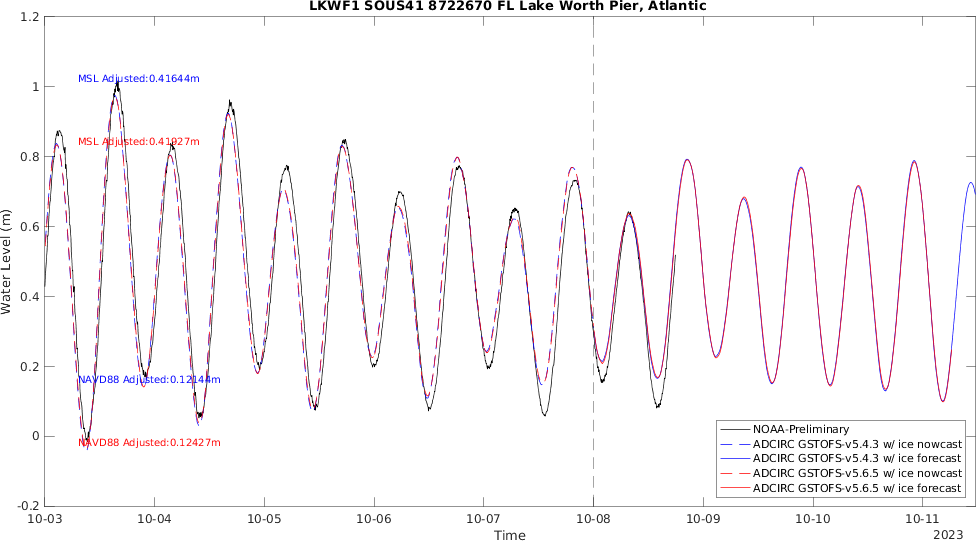 LKWF1 SOUS41 8722670 FL Lake Worth Pier, Atlantic
1.2
1
0.8
0.6
0.4
0.2
0
-0.2
Water Level (m)
MSL Adjusted:0.41644m
MSL Adjusted:0.41927m
NAVD88 Adjusted:0.12144m
NAVD88 Adjusted:0.12427m
NOAA-Preliminary
ADCIRC GSTOFS-v5.4.3 w/ ice nowcast
ADCIRC GSTOFS-v5.4.3 w/ ice forecast
ADCIRC GSTOFS-v5.6.5 w/ ice nowcast
ADCIRC GSTOFS-v5.6.5 w/ ice forecast
10-03 10-04 10-05 10-06 10-07 10-08 10-09 10-10 10-11
Time
2023